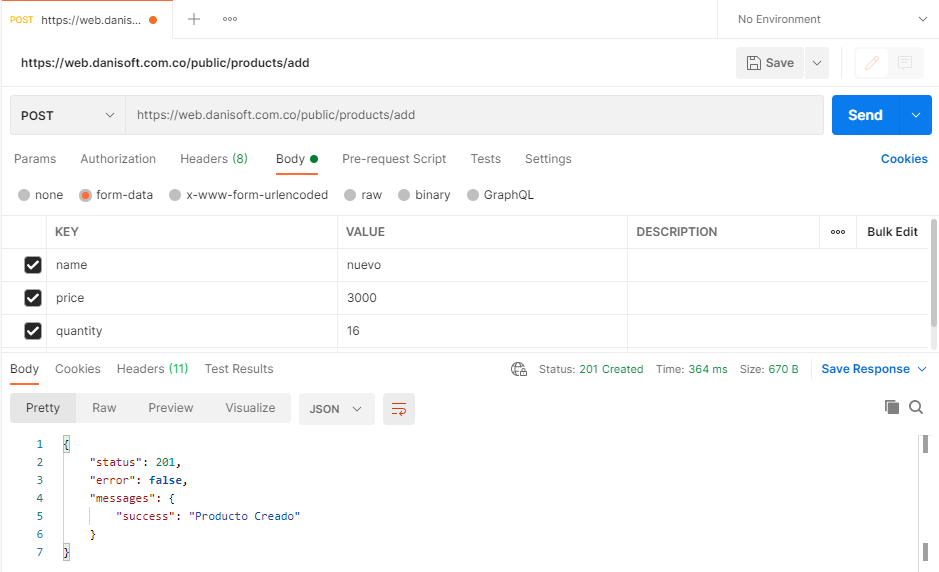 POST https://web.danis... No Environment
https://web.danisoft.com.co/public/products/add Save
POST https://web.danisoft.com.co/public/products/add Send
Params Authorization Headers (8) Body Pre-request Script Tests Settings Cookies
none form-data x-www-form-urlencoded raw binary GraphQL
KEY VALUE DESCRIPTION Bulk Edit
name nuevo
price 3000
quantity 16
Body Cookies Headers (11) Test Results Status: 201 Created Time: 364 ms Size: 670 B Save Response
Pretty Raw Preview Visualize JSON
1 {
2 "status": 201,
3 "error": false,
4 "messages": {
5 "success": "Producto Creado"
6 }
7 }